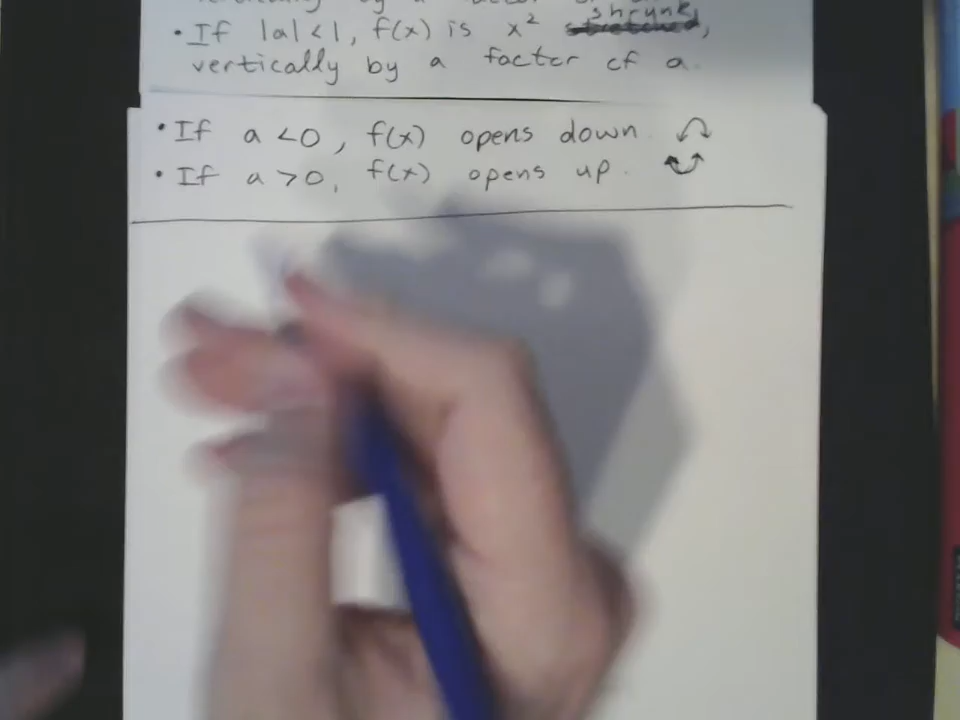 • If |a| < 1, f(x) is x² shrunk,
vertically by a factor of a.
• If a < 0, f(x) opens down.
• If a > 0, f(x) opens up.